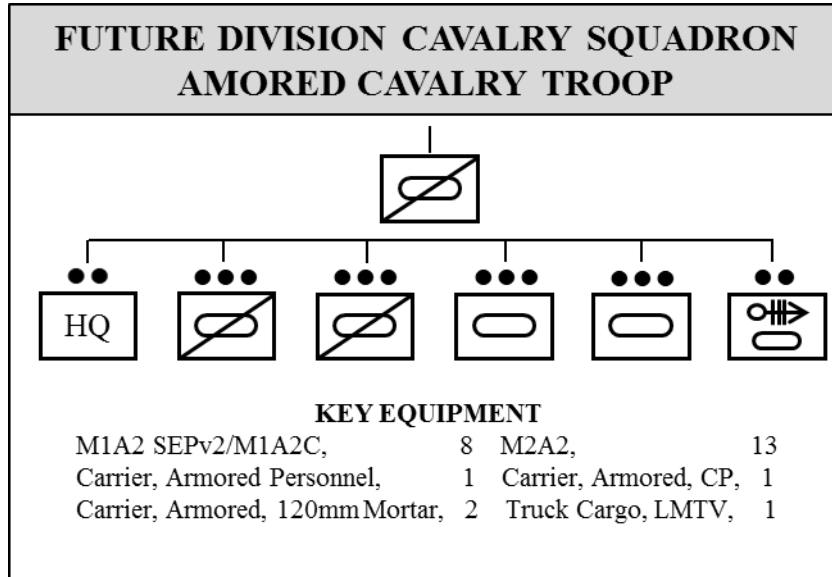 FUTURE DIVISION CAVALRY SQUADRON
AMORED CAVALRY TROOP
HQ
KEY EQUIPMENT
M1A2 SEPv2/M1A2C, 8 M2A2, 13
Carrier, Armored Personnel, 1 Carrier, Armored, CP, 1
Carrier, Armored, 120mm Mortar, 2 Truck Cargo, LMTV, 1